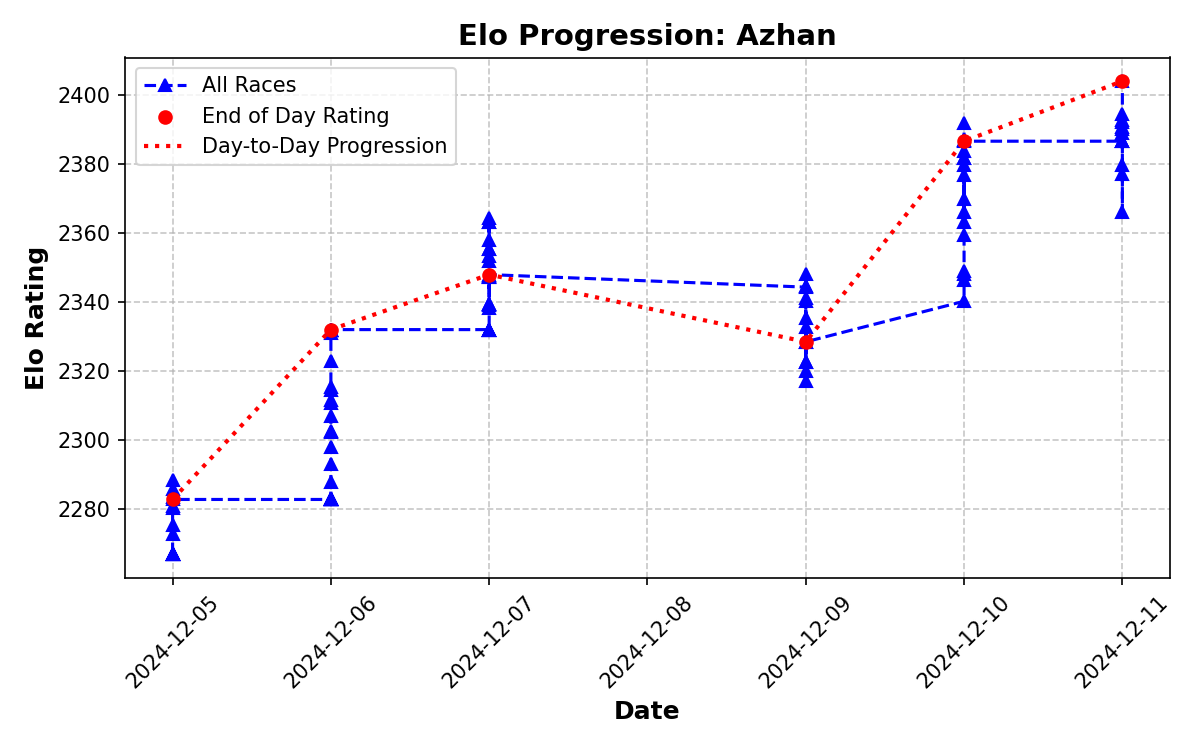 Elo Progression: Azhan
All Races
End of Day Rating
Day-to-Day Progression
Elo Rating
2400
2380
2360
2340
2320
2300
2280
2024-12-05
2024-12-06
2024-12-07
2024-12-08
2024-12-09
2024-12-10
2024-12-11
Date